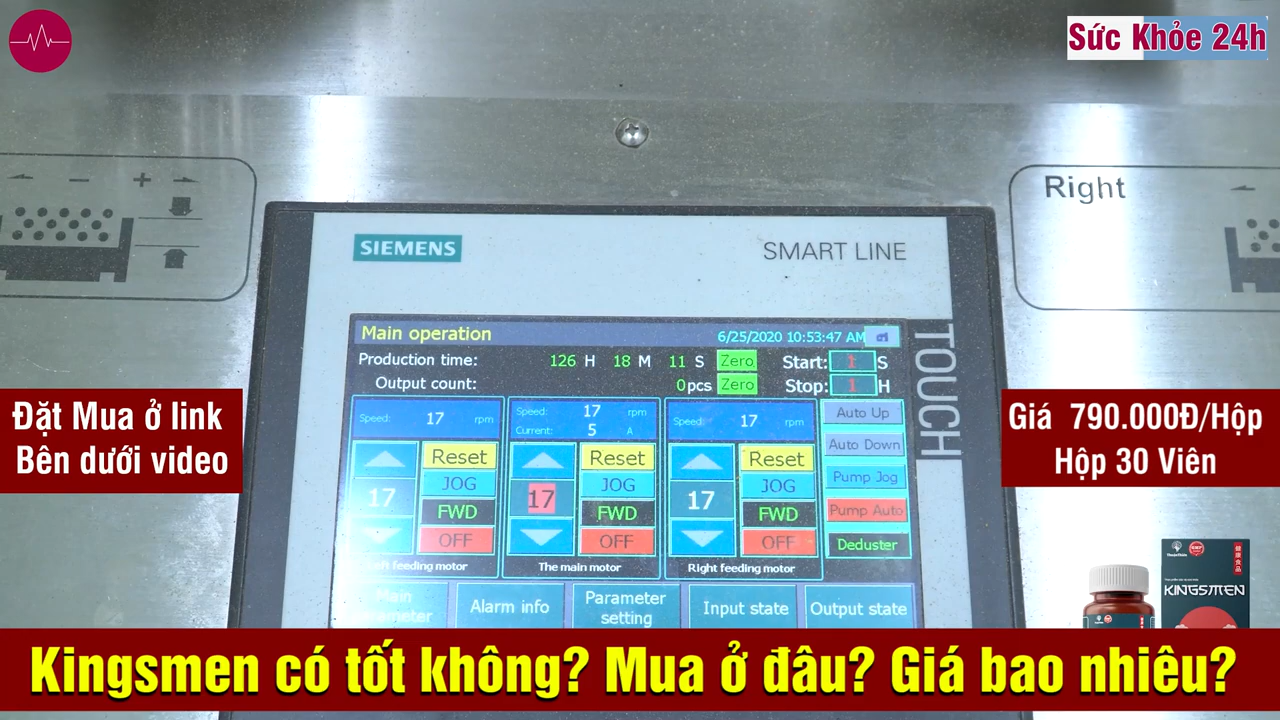 Sức Khỏe 24h
Right
SIEMENS
SMART LINE
TOUCH
Main operation
6/25/2020 10:53:47 AM
Production time: 126 H 18 M 11 S Zero Start: 1 S
Output count: 0 pcs Zero Stop: 1 H
Speed: 17 rpm
Speed: 17 rpm
Current: 5 A
Speed: 17 rpm
Auto Up
Auto Down
Pump Jog
Pump Auto
Deduster
17 Reset JOG FWD OFF
17 Reset JOG FWD OFF
17 Reset JOG FWD OFF
Left feeding motor
The main motor
Right feeding motor
Main
Alarm info
Parameter
setting
Input state
Output state
Đặt Mua ở link
Bên dưới video
Giá 790.000Đ/Hộp
Hộp 30 Viên
KINGSMEN
Kingsmen có tốt không? Mua ở đâu? Giá bao nhiêu?